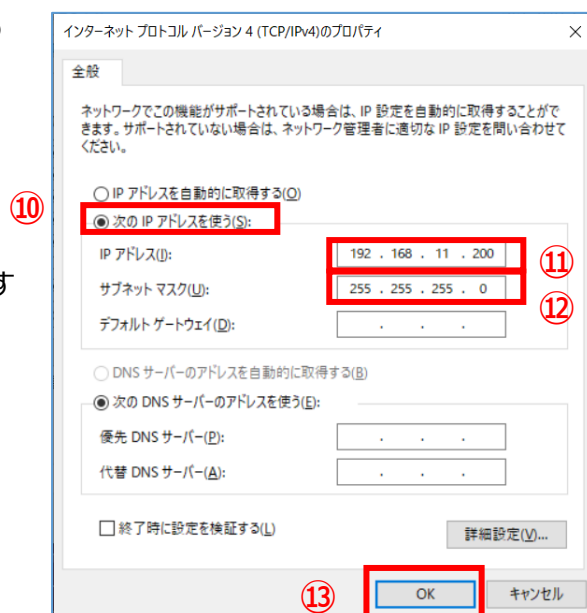 インターネット プロトコル バージョン 4 (TCP/IPv4)のプロパティ
全般
ネットワークでこの機能がサポートされている場合は、IP 設定を自動的に取得することがで
きます。サポートされていない場合は、ネットワーク管理者に適切な IP 設定を問い合わせて
ください。
IP アドレスを自動的に取得する(O)
⑩
次の IP アドレスを使う(S):
IP アドレス(I): 192 . 168 . 11 . 200 ⑪
す
サブネット マスク(U): 255 . 255 . 255 . 0 ⑫
デフォルト ゲートウェイ(D): . . .
DNS サーバーのアドレスを自動的に取得する(B)
次の DNS サーバーのアドレスを使う(E):
優先 DNS サーバー(P): . . .
代替 DNS サーバー(A): . . .
終了時に設定を検証する(L)
詳細設定(V)...
⑬ OK キャンセル